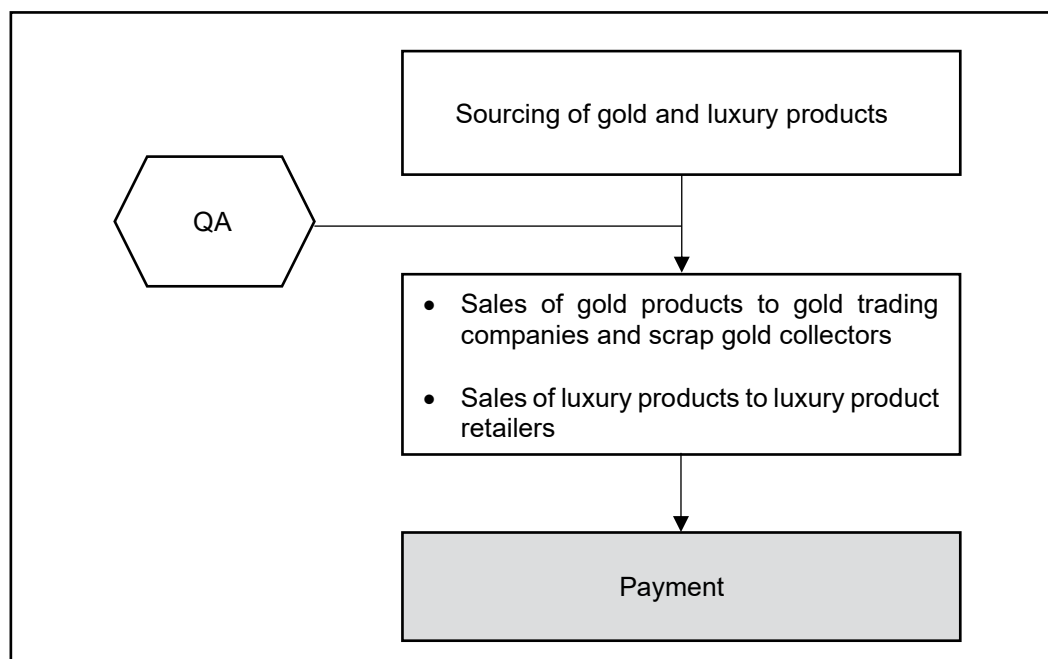 Sourcing of gold and luxury products
QA
• Sales of gold products to gold trading
companies and scrap gold collectors
• Sales of luxury products to luxury product
retailers
Payment